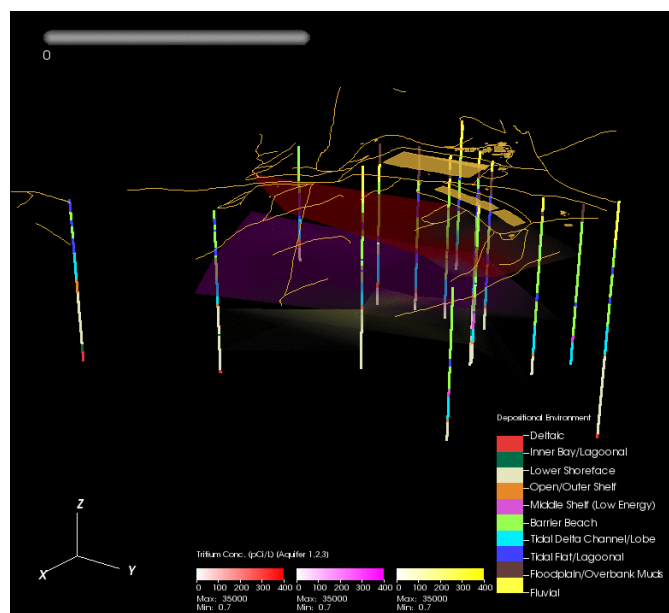 0
Depositional Environment
Deltaic
Inner Bay/Lagoonal
Lower Shoreface
Open/Outer Shelf
Middle Shelf (Low Energy)
Barrier Beach
Tidal Delta Channel/Lobe
Tidal Flat/Lagoonal
Floodplain/Overbank Muds
Fluvial
Z
X
Y
Tritium Conc. (pCi/L) (Aquifer 1,2,3)
0 100 200 300 400 0 100 200 300 400 0 100 200 300 400
Max: 35000 Max: 35000 Max: 35000
Min: 0.7 Min: 0.7 Min: 0.7